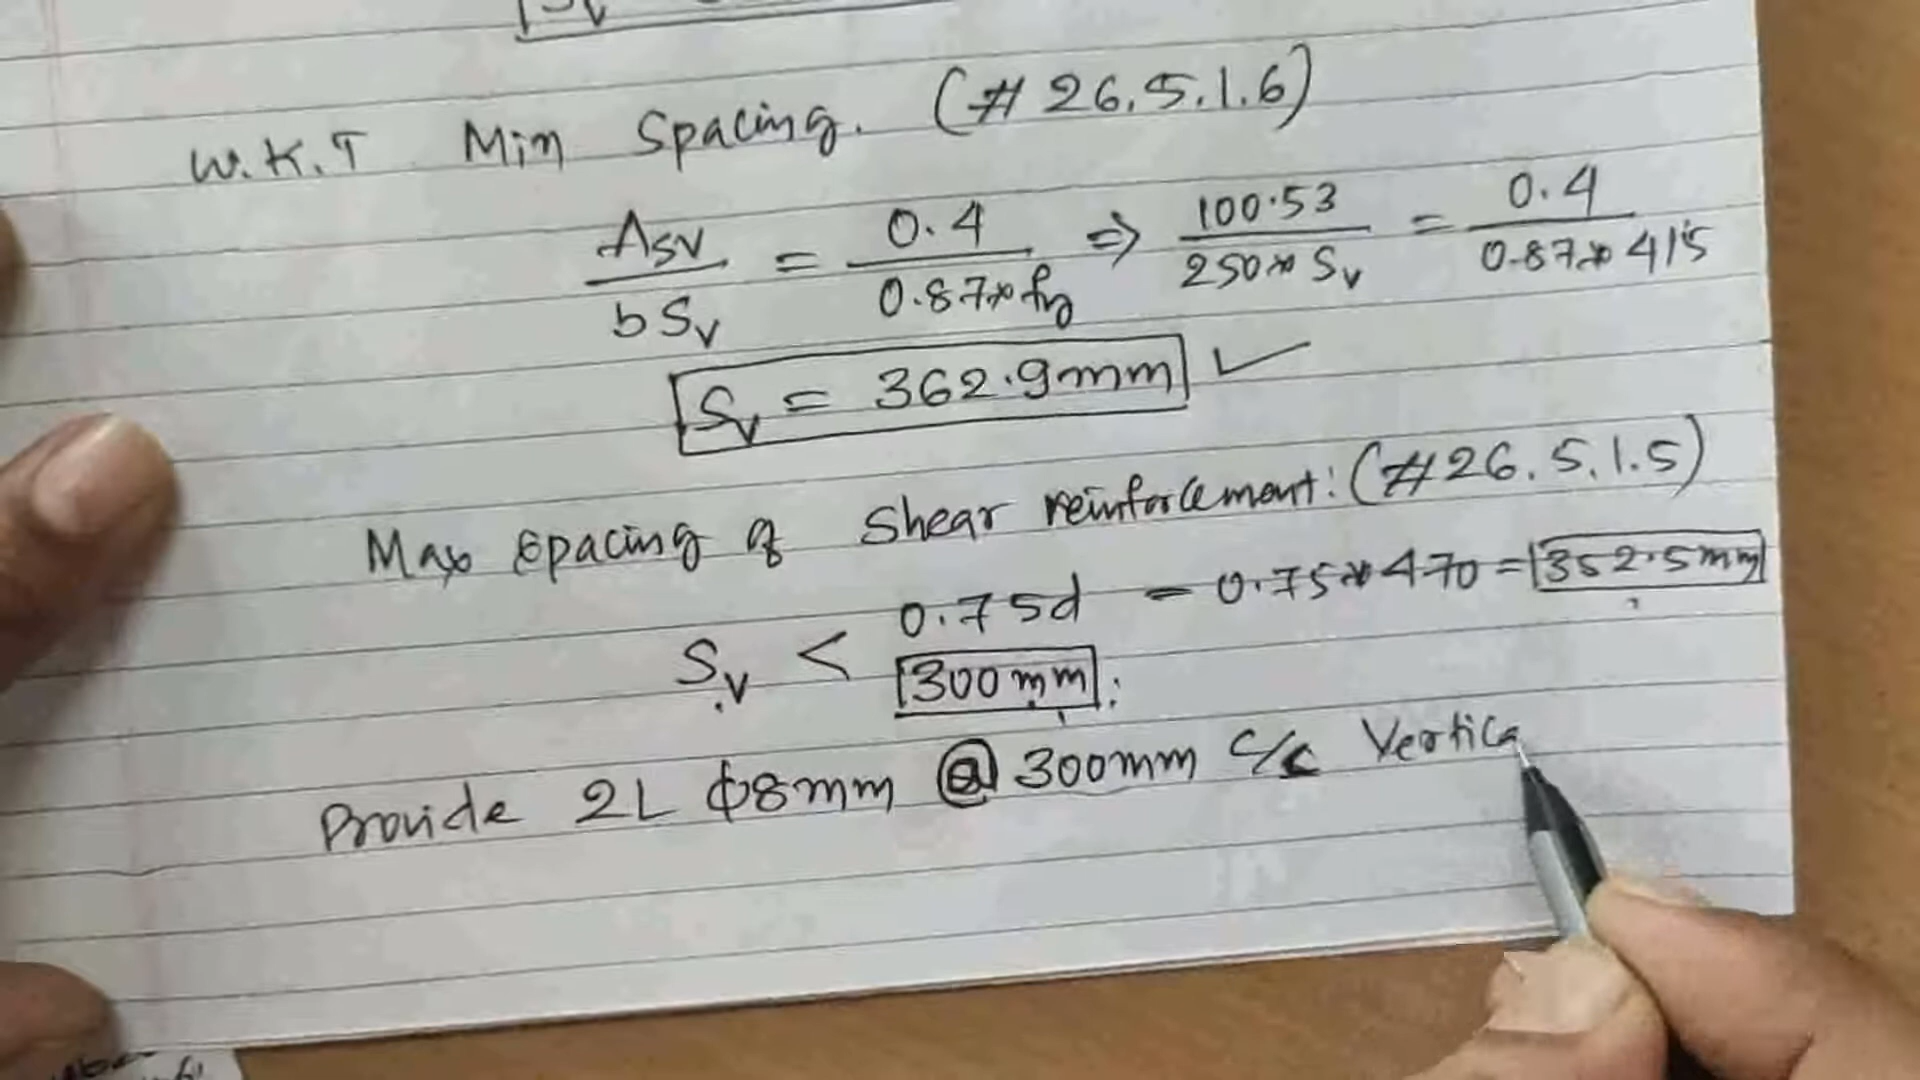 Sv
W.K.T Min Spacing. (# 26.5.1.6)
Asv / bSv = 0.4 / 0.87*fy => 100.53 / 250*Sv = 0.4 / 0.87*415
Sv = 362.9mm ✓
Max Spacing of Shear reinforcement: (#26.5.1.5)
Sv < 0.75d - 0.75*470 = 352.5mm
300mm.
Provide 2L ϕ8mm @ 300mm c/c Vertica